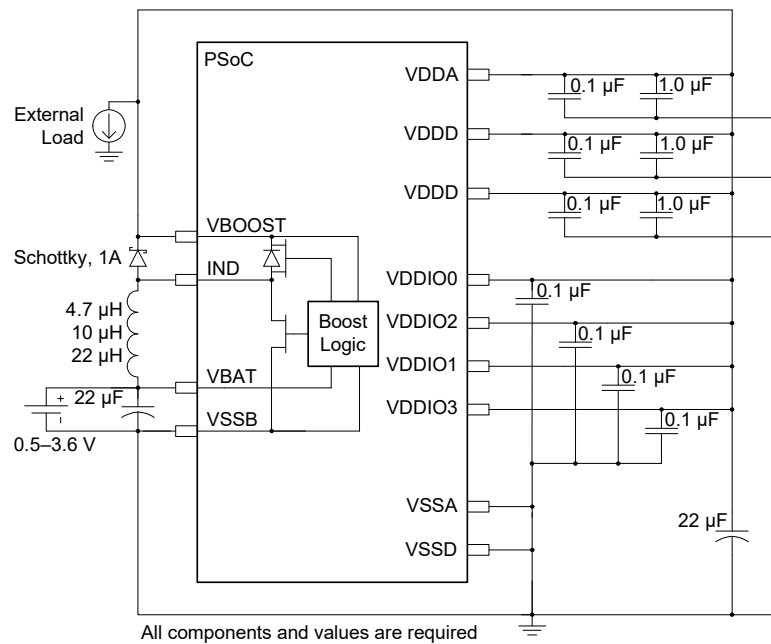 PSoC
VDDA
0.1 µF
1.0 µF
External
Load
VDDD
0.1 µF
1.0 µF
VDDD
0.1 µF
1.0 µF
VBOOST
Schottky, 1A
IND
VDDIO0
0.1 µF
4.7 µH
10 µH
22 µH
Boost
Logic
VDDIO2
0.1 µF
VDDIO1
0.1 µF
VBAT
22 µF
+
VDDIO3
0.1 µF
VSSB
0.5–3.6 V
VSSA
22 µF
VSSD
All components and values are required